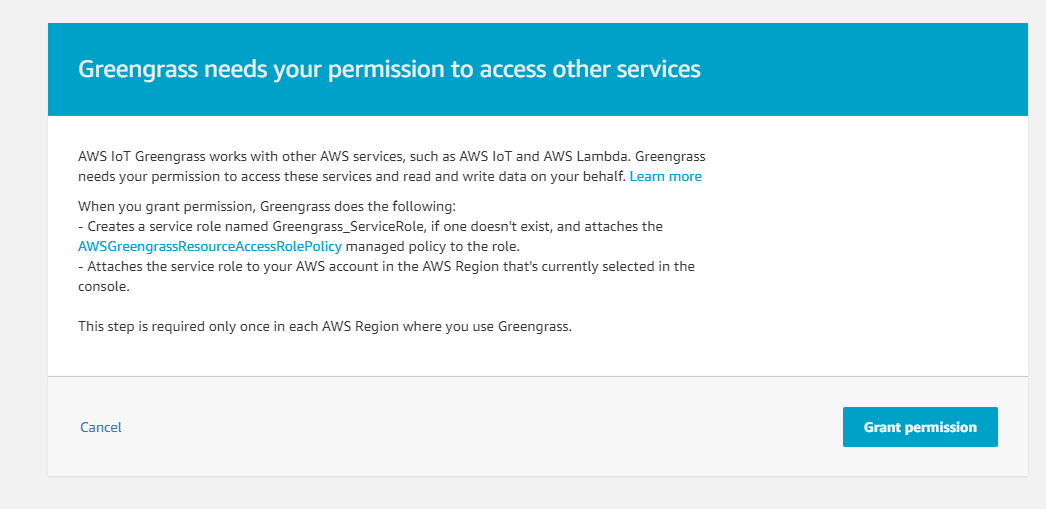 Greengrass needs your permission to access other services
AWS IoT Greengrass works with other AWS services, such as AWS IoT and AWS Lambda. Greengrass
needs your permission to access these services and read and write data on your behalf. Learn more
When you grant permission, Greengrass does the following:
- Creates a service role named Greengrass_ServiceRole, if one doesn't exist, and attaches the
AWSGreengrassResourceAccessRolePolicy managed policy to the role.
- Attaches the service role to your AWS account in the AWS Region that's currently selected in the
console.
This step is required only once in each AWS Region where you use Greengrass.
Cancel
Grant permission